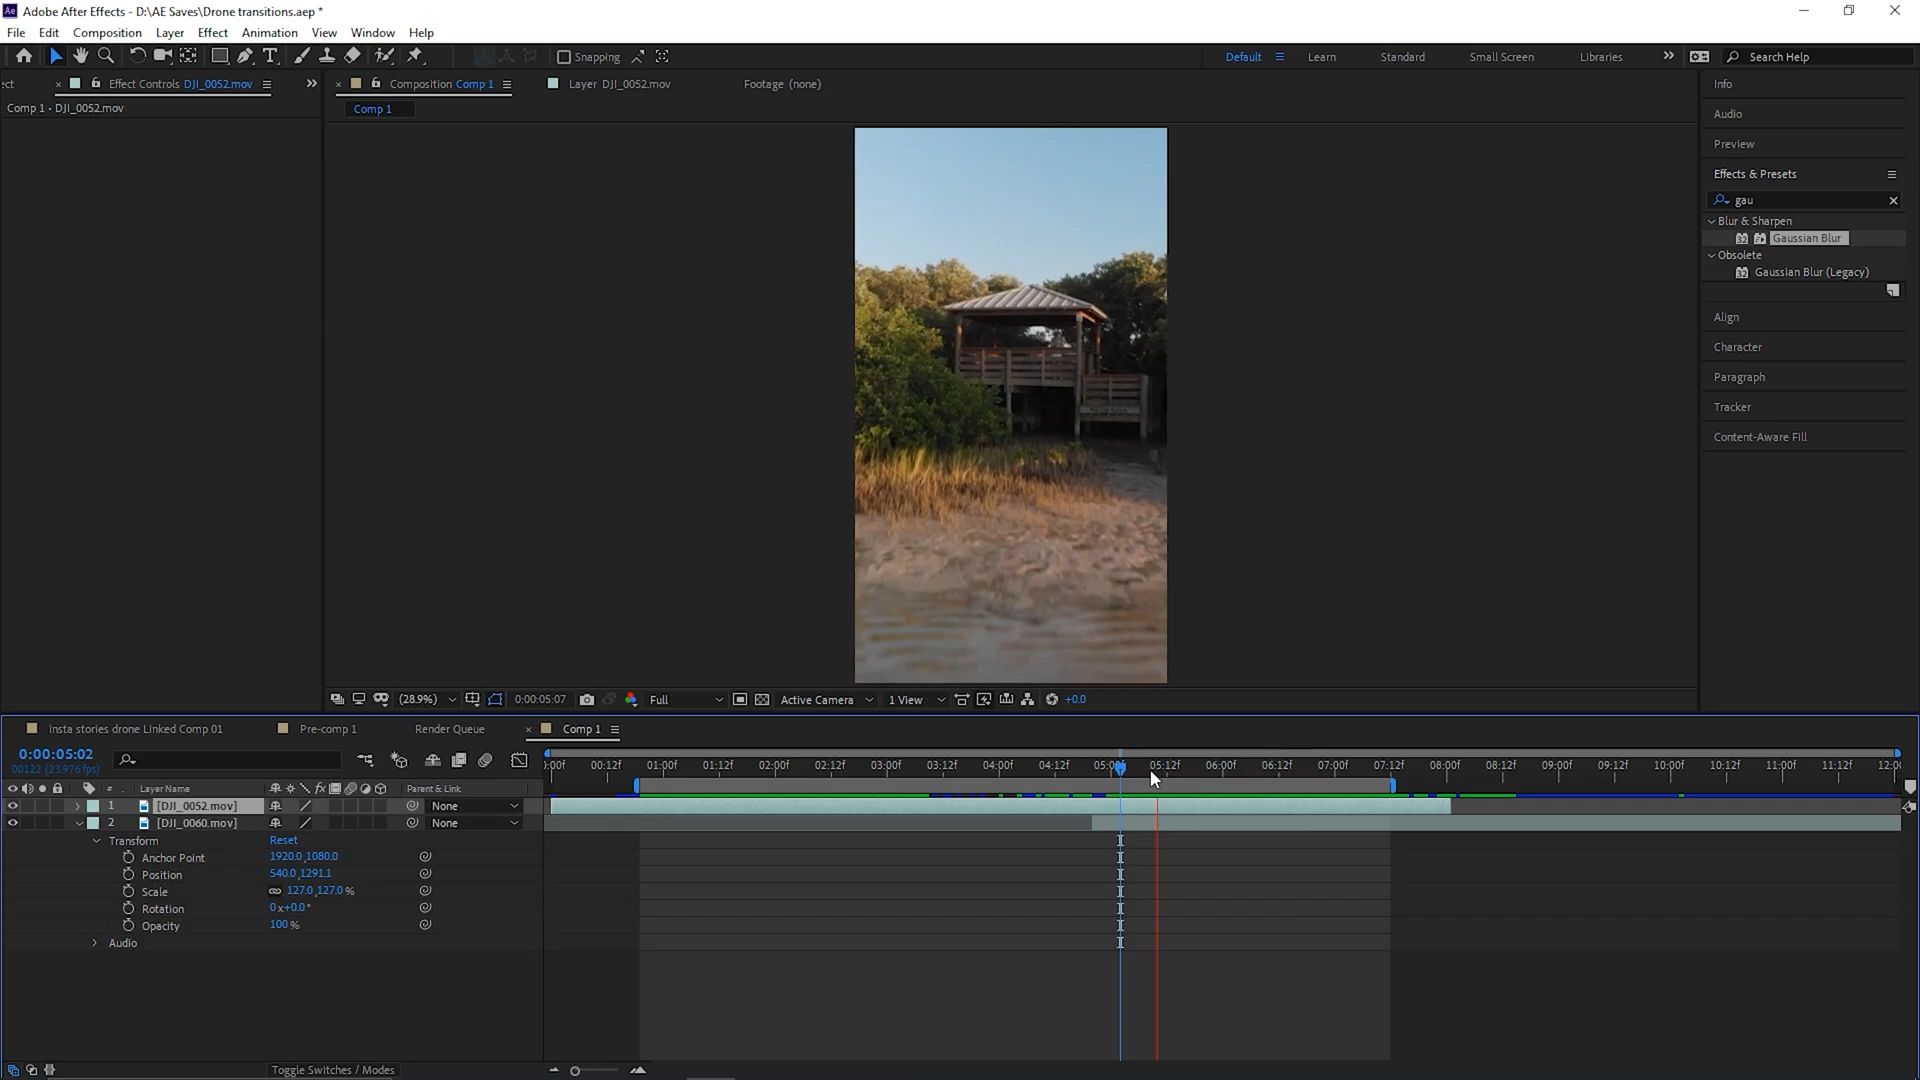 Ae Adobe After Effects - D:\AE Saves\Drone transitions.aep *
File Edit Composition Layer Effect Animation View Window Help
Snapping Default Learn Standard Small Screen Libraries Search Help
ect Effect Controls DJI_0052.mov Composition Comp 1 Layer DJI_0052.mov Footage (none) Info
Comp 1 • DJI_0052.mov Comp 1
Audio
Preview
Effects & Presets
gau
Blur & Sharpen
Gaussian Blur
Obsolete
Gaussian Blur (Legacy)
Align
Character
Paragraph
Tracker
Content-Aware Fill
(28.9%) 0:00:05:07 Full Active Camera 1 View +0.0
Insta stories drone Linked Comp 01 Pre-comp 1 Render Queue Comp 1
0:00:05:02
00122 (23.976 fps)
):00f 00:12f 01:00f 01:12f 02:00f 02:12f 03:00f 03:12f 04:00f 04:12f 05:00f 05:12f 06:00f 06:12f 07:00f 07:12f 08:00f 08:12f 09:00f 09:12f 10:00f 10:12f 11:00f 11:12f 12:00
# Layer Name fx Parent & Link
1 [DJI_0052.mov] None
2 [DJI_0060.mov] None
Transform Reset
Anchor Point 1920.0,1080.0
Position 540.0,1291.1
Scale 127.0,127.0%
Rotation 0x+0.0°
Opacity 100%
Audio
Toggle Switches / Modes